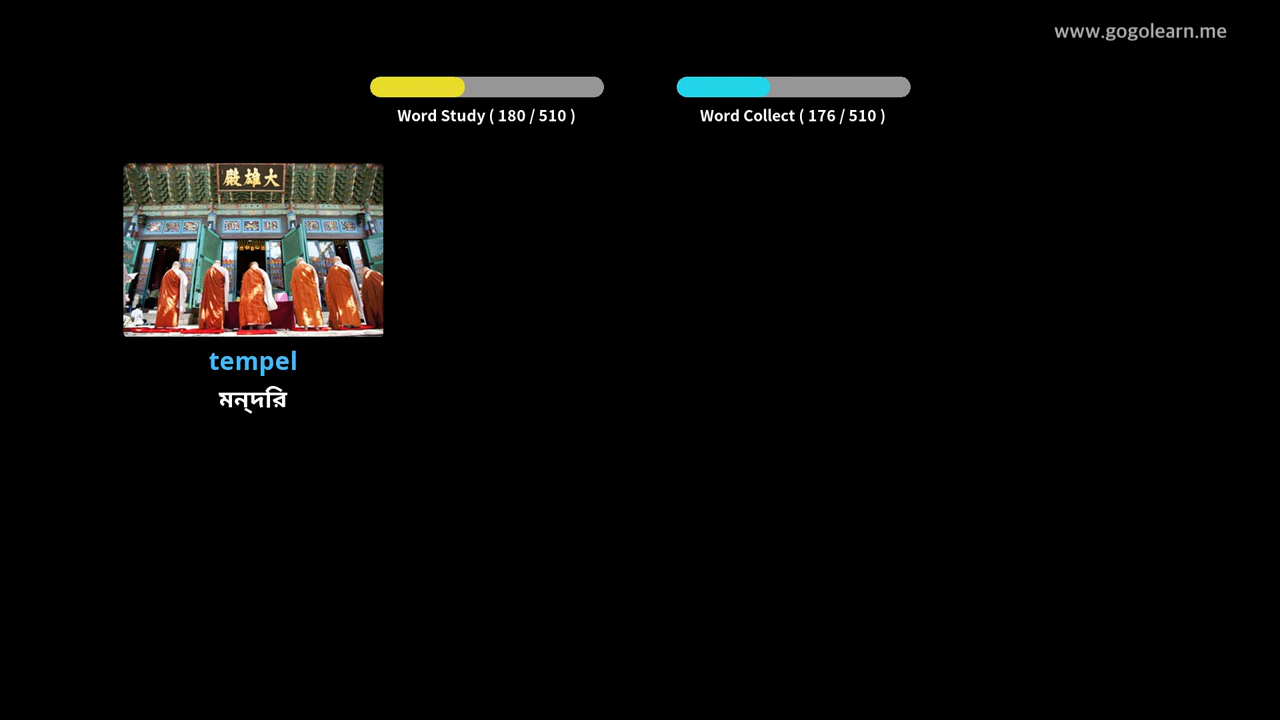 www.gogolearn.me
Word Study ( 180 / 510 )
Word Collect ( 176 / 510 )
殿雄大
tempel
মন্দরি